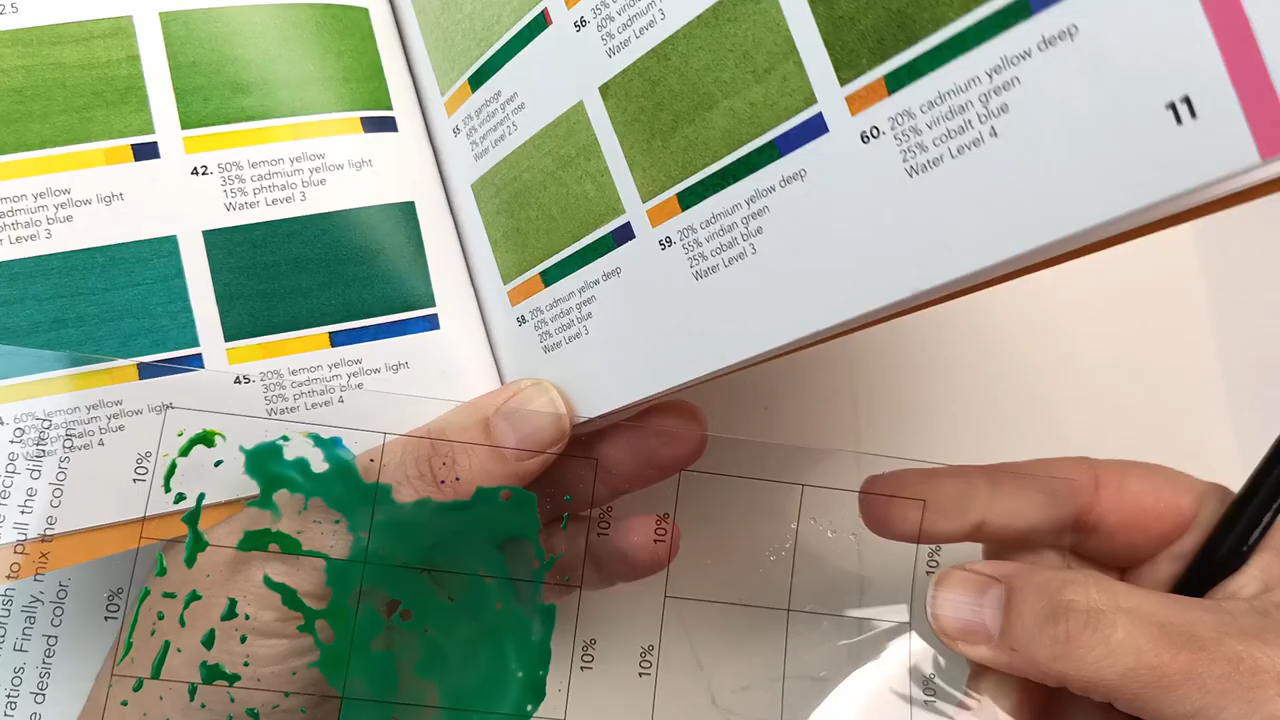 2.5
mon yellow
admium yellow light
phthalo blue
r Level 3
42. 50% lemon yellow
35% cadmium yellow light
15% phthalo blue
Water Level 3
60% lemon yellow
cadmium yellow light
phthalo blue
Level 4
45. 20% lemon yellow
30% cadmium yellow light
50% phthalo blue
Water Level 4
55. 30% gamboge
68% viridian green
2% permanent rose
Water Level 2.5
56. 35%
60% viridi
5% cadmium
Water Level 3
58. 20% cadmium yellow deep
60% viridian green
20% cobalt blue
Water Level 3
59. 20% cadmium yellow deep
55% viridian green
25% cobalt blue
Water Level 3
60. 20% cadmium yellow deep
55% viridian green
25% cobalt blue
Water Level 4
11
recipe to
brush to pull the diluted
ratios. Finally, mix the colors
desired color.
10%
10%
10%
10%
10%
10%
10%
10%